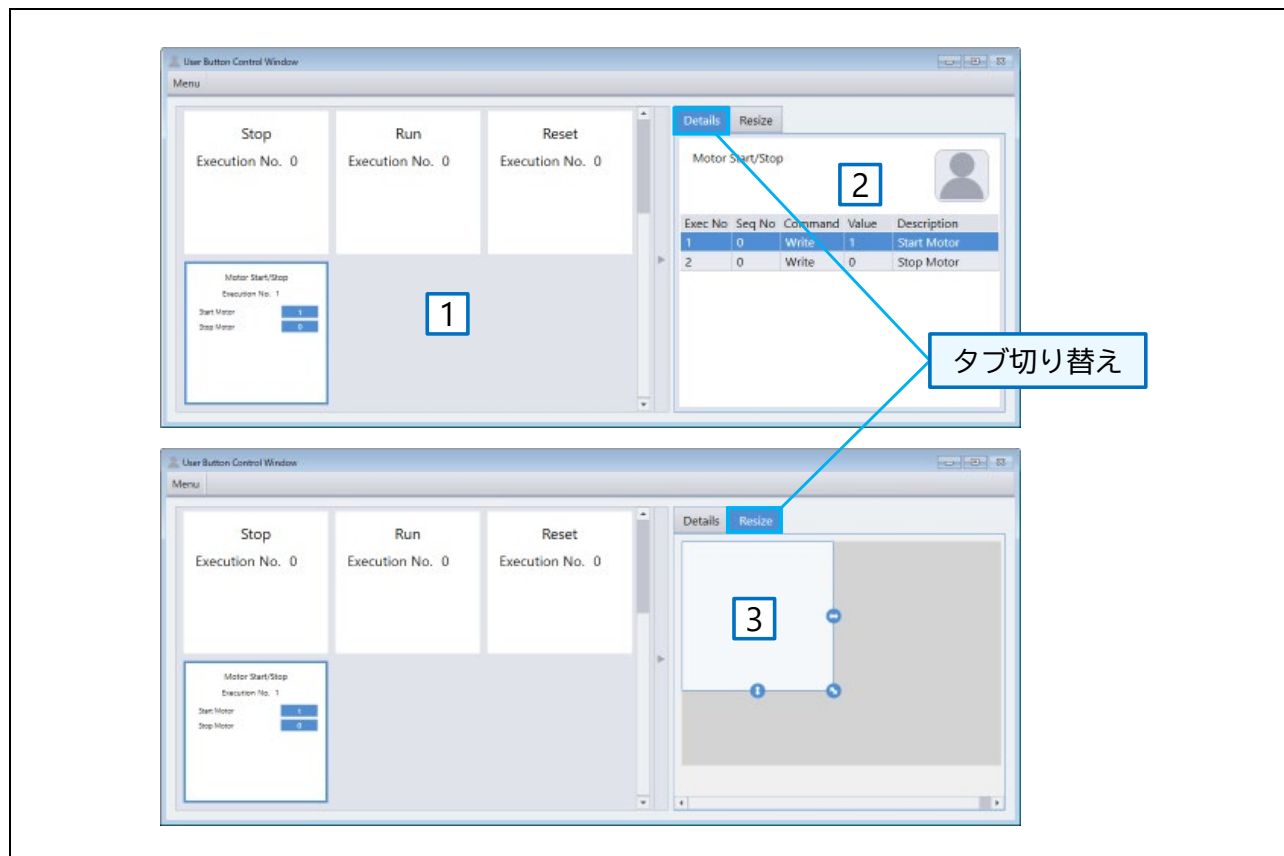 User Button Control Window
Menu
Stop Run Reset
Execution No. 0 Execution No. 0 Execution No. 0
Motor Start/Stop
Execution No. 1
Start Motor 1
Stop Motor 0
1
Details Resize
Motor Start/Stop
2
Exec No Seq No Command Value Description
1 0 Write 1 Start Motor
2 0 Write 0 Stop Motor
タブ切り替え
User Button Control Window
Menu
Stop Run Reset
Execution No. 0 Execution No. 0 Execution No. 0
Motor Start/Stop
Execution No. 1
Start Motor 1
Stop Motor 0
Details Resize
3